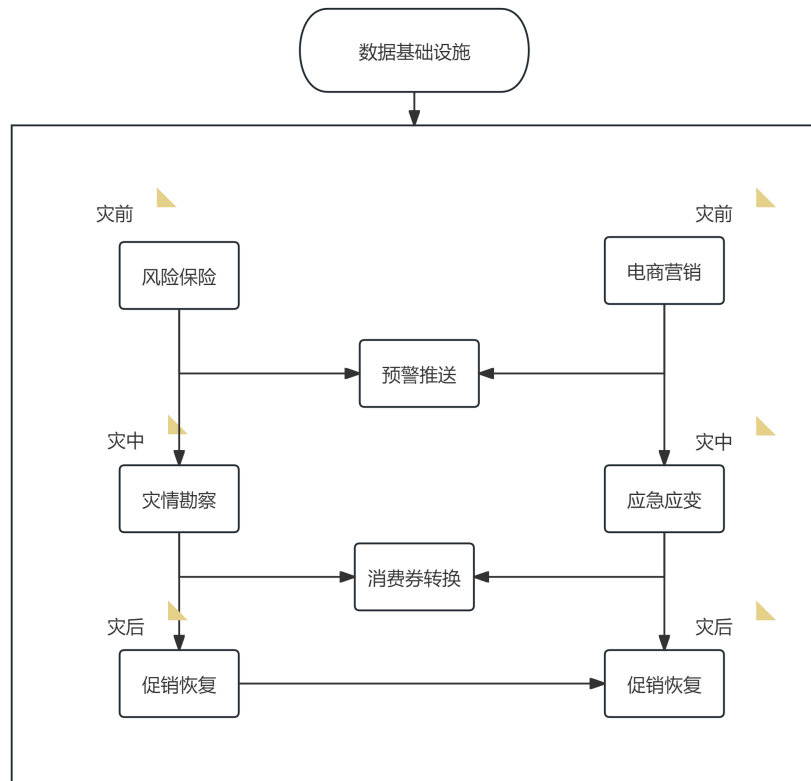 数据基础设施
灾前
灾前
风险保险
电商营销
预警推送
灾中
灾中
灾情勘察
应急应变
消费券转换
灾后
灾后
促销恢复
促销恢复